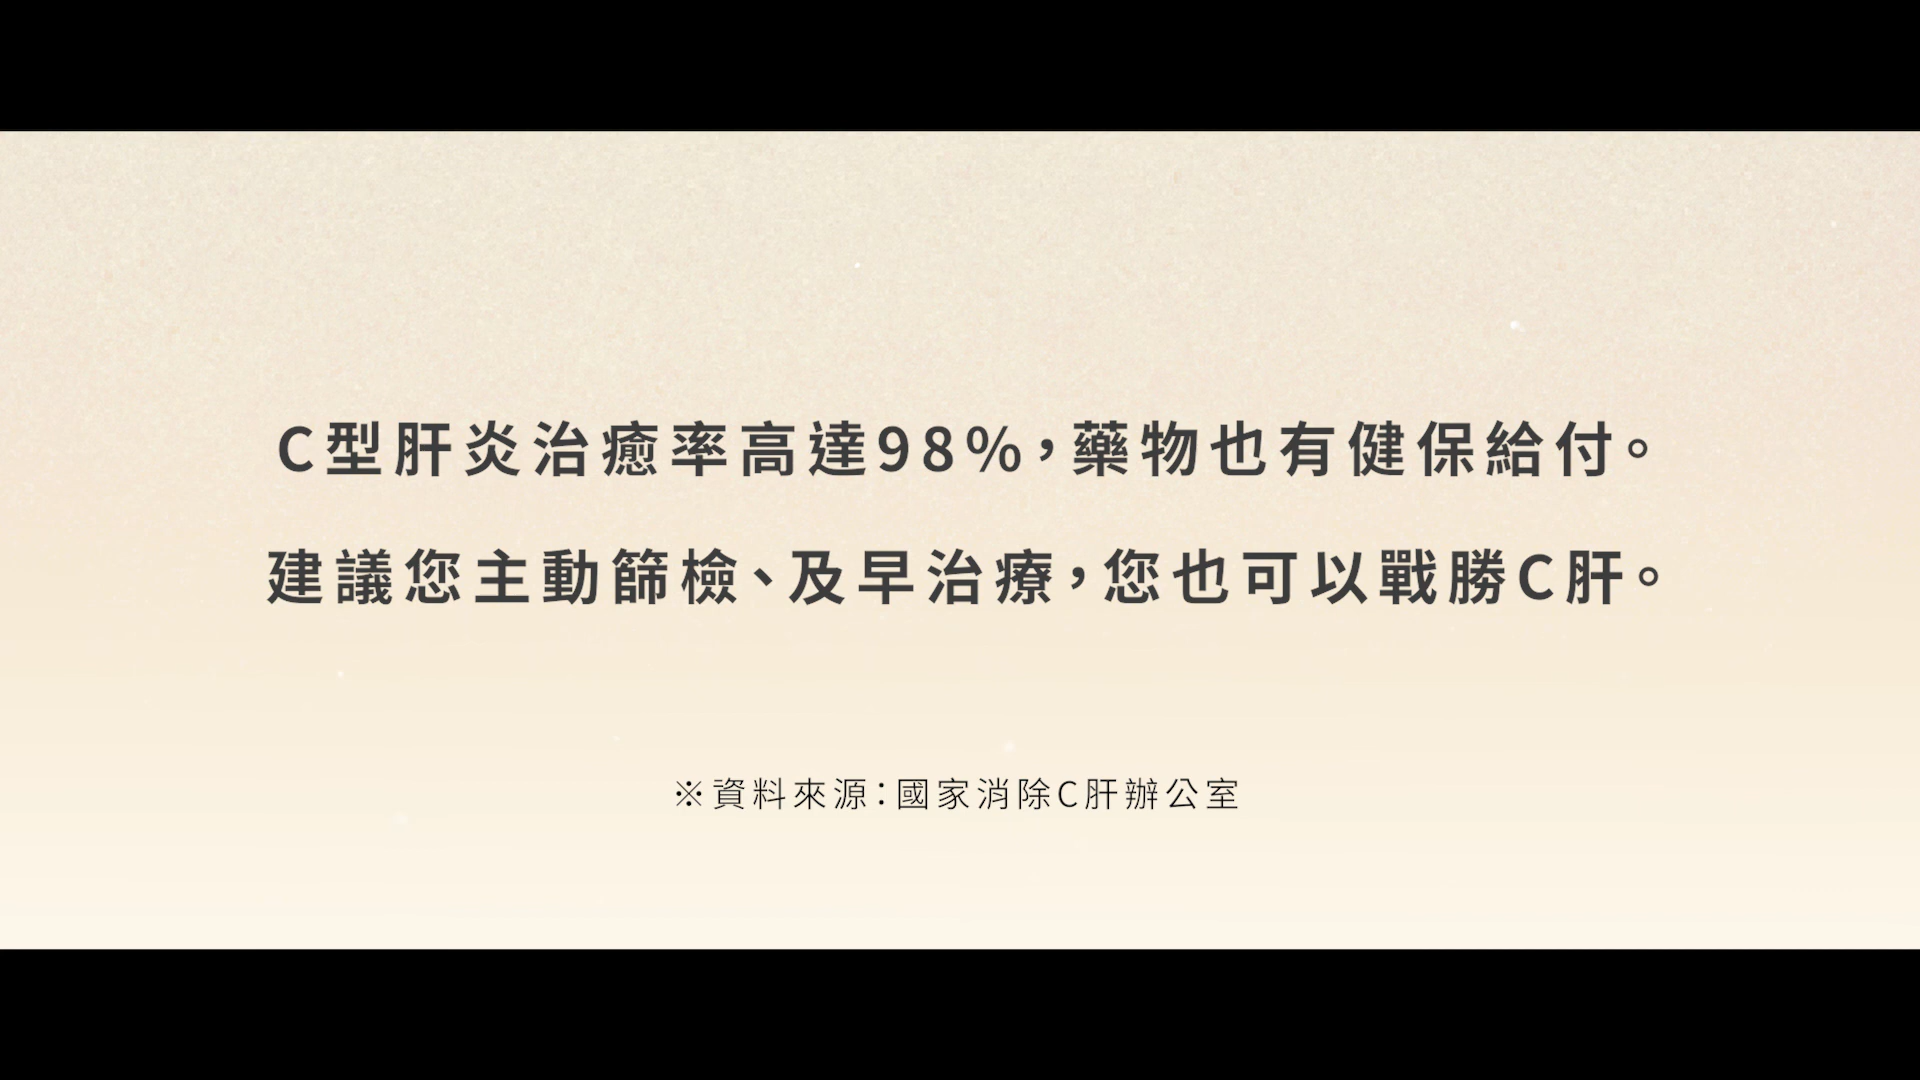 C型肝炎治癒率高達98%，藥物也有健保給付。
建議您主動篩檢、及早治療，您也可以戰勝C肝。
※資料來源：國家消除C肝辦公室